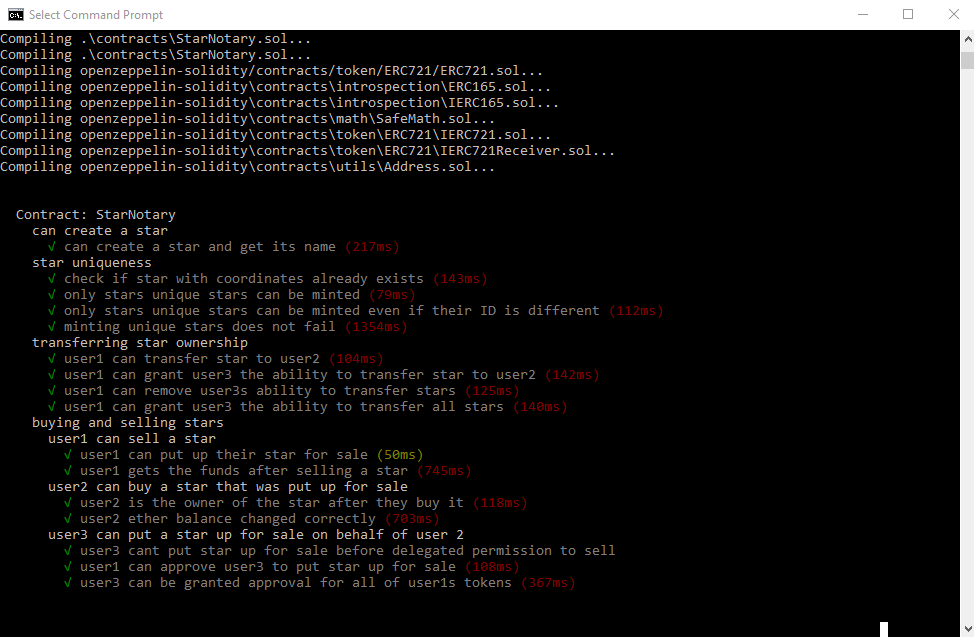 Select Command Prompt
Compiling .\contracts\StarNotary.sol...
Compiling .\contracts\StarNotary.sol...
Compiling openzeppelin-solidity/contracts/token/ERC721/ERC721.sol...
Compiling openzeppelin-solidity\contracts\introspection\ERC165.sol...
Compiling openzeppelin-solidity\contracts\introspection\IERC165.sol...
Compiling openzeppelin-solidity\contracts\math\SafeMath.sol...
Compiling openzeppelin-solidity\contracts\token\ERC721\IERC721.sol...
Compiling openzeppelin-solidity\contracts\token\ERC721\IERC721Receiver.sol...
Compiling openzeppelin-solidity\contracts\utils\Address.sol...
Contract: StarNotary
can create a star
√ can create a star and get its name (217ms)
star uniqueness
√ check if star with coordinates already exists (143ms)
√ only stars unique stars can be minted (79ms)
√ only stars unique stars can be minted even if their ID is different (112ms)
√ minting unique stars does not fail (1354ms)
transferring star ownership
√ user1 can transfer star to user2 (104ms)
√ user1 can grant user3 the ability to transfer star to user2 (142ms)
√ user1 can remove user3s ability to transfer stars (125ms)
√ user1 can grant user3 the ability to transfer all stars (140ms)
buying and selling stars
user1 can sell a star
√ user1 can put up their star for sale (50ms)
√ user1 gets the funds after selling a star (745ms)
user2 can buy a star that was put up for sale
√ user2 is the owner of the star after they buy it (118ms)
√ user2 ether balance changed correctly (703ms)
user3 can put a star up for sale on behalf of user 2
√ user3 cant put star up for sale before delegated permission to sell
√ user1 can approve user3 to put star up for sale (108ms)
√ user3 can be granted approval for all of user1s tokens (367ms)